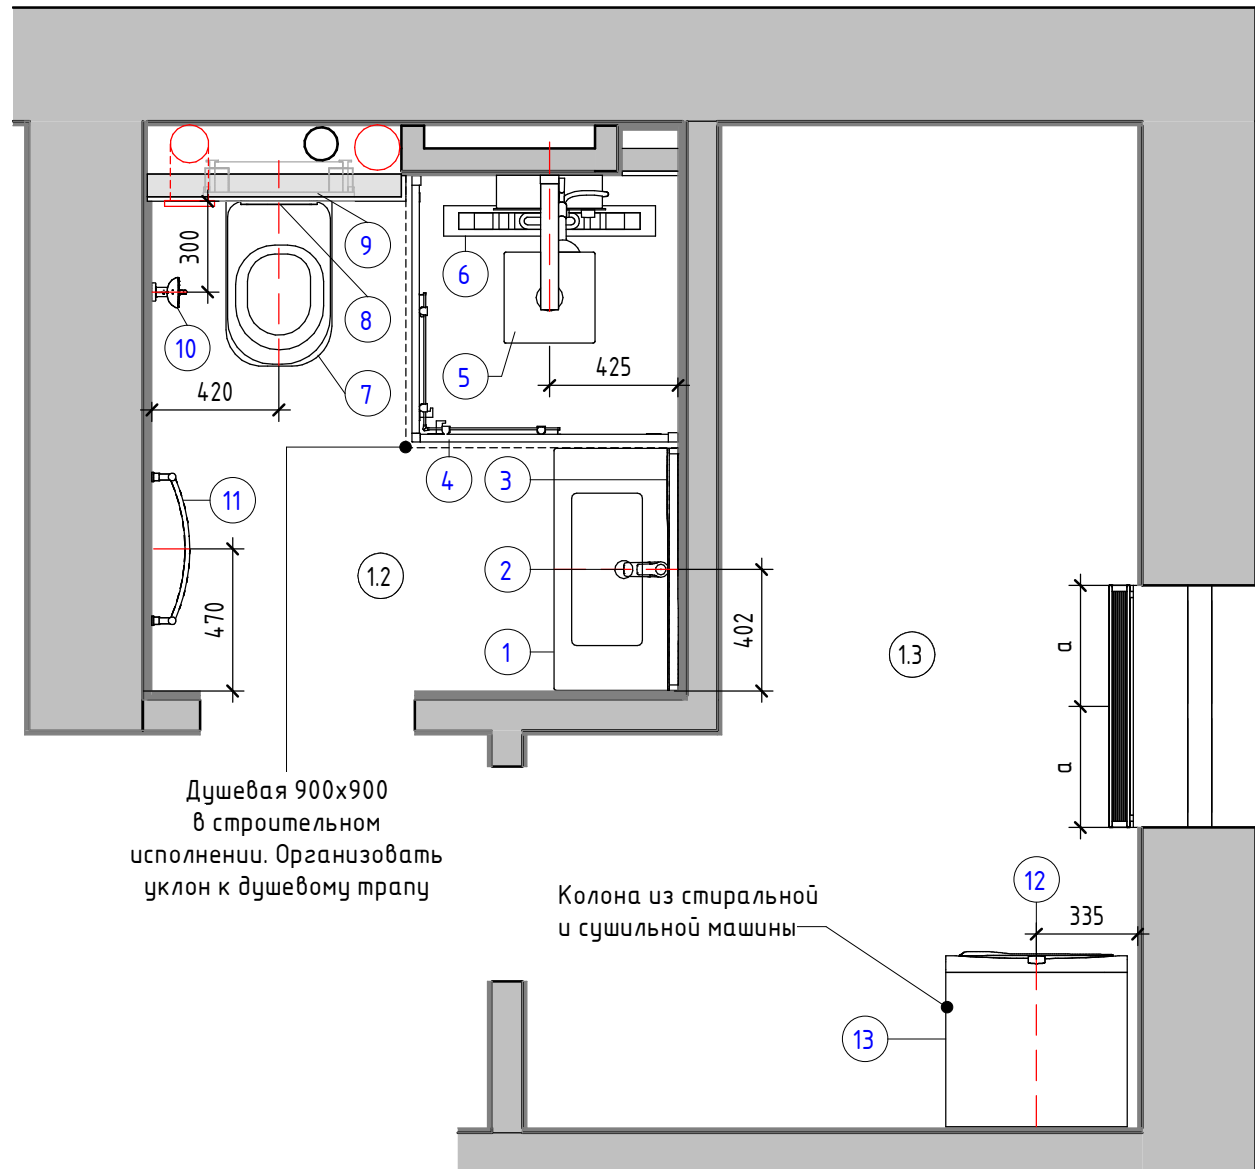 300
9
6
8
10
5
425
7
420
4
3
11
2
1.2
470
402
1
1.3
a
a
Душевая 900х900
в строительном
исполнении. Организовать
уклон к душевому трапу
Колона из стиральной
и сушильной машины
12
335
13